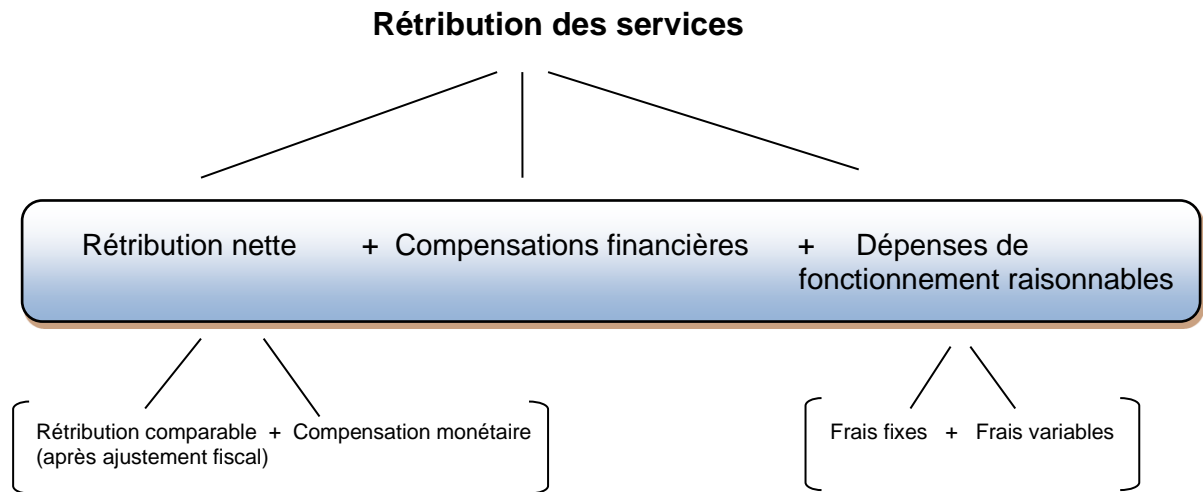 Rétribution des services
Rétribution nette + Compensations financières + Dépenses de
fonctionnement raisonnables
Rétribution comparable + Compensation monétaire
(après ajustement fiscal)
Frais fixes + Frais variables